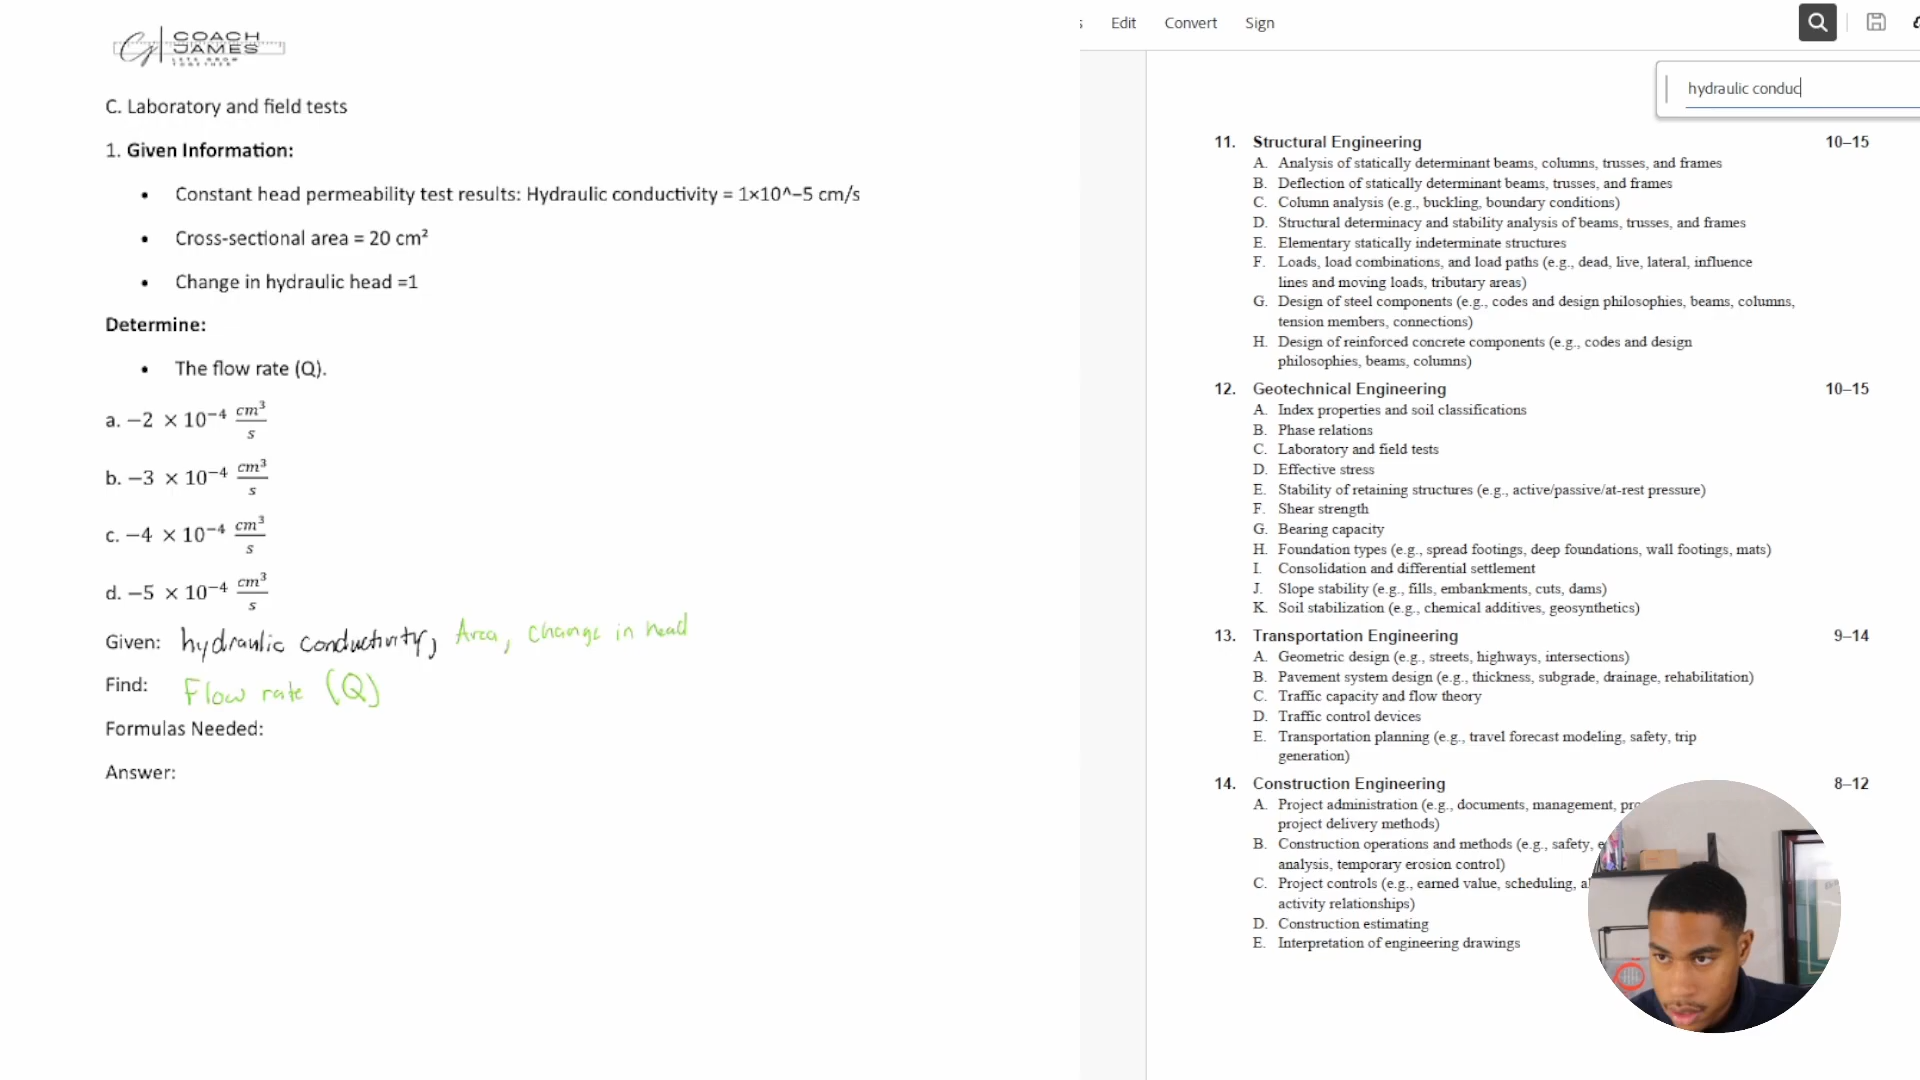 COACH
JAMES
LETS GROW
TOGETHER
C. Laboratory and field tests
1. Given Information:
• Constant head permeability test results: Hydraulic conductivity = 1×10^−5 cm/s
• Cross-sectional area = 20 cm²
• Change in hydraulic head =1
Determine:
• The flow rate (Q).
a. −2 × 10⁻⁴ cm³/s
b. −3 × 10⁻⁴ cm³/s
c. −4 × 10⁻⁴ cm³/s
d. −5 × 10⁻⁴ cm³/s
Given: hydraulic conductivity, Area, Change in head
Find: Flow rate (Q)
Formulas Needed:
Answer:
Edit Convert Sign
hydraulic conduc
11. Structural Engineering 10–15
A. Analysis of statically determinant beams, columns, trusses, and frames
B. Deflection of statically determinant beams, trusses, and frames
C. Column analysis (e.g., buckling, boundary conditions)
D. Structural determinacy and stability analysis of beams, trusses, and frames
E. Elementary statically indeterminate structures
F. Loads, load combinations, and load paths (e.g., dead, live, lateral, influence
lines and moving loads, tributary areas)
G. Design of steel components (e.g., codes and design philosophies, beams, columns,
tension members, connections)
H. Design of reinforced concrete components (e.g., codes and design
philosophies, beams, columns)
12. Geotechnical Engineering 10–15
A. Index properties and soil classifications
B. Phase relations
C. Laboratory and field tests
D. Effective stress
E. Stability of retaining structures (e.g., active/passive/at-rest pressure)
F. Shear strength
G. Bearing capacity
H. Foundation types (e.g., spread footings, deep foundations, wall footings, mats)
I. Consolidation and differential settlement
J. Slope stability (e.g., fills, embankments, cuts, dams)
K. Soil stabilization (e.g., chemical additives, geosynthetics)
13. Transportation Engineering 9–14
A. Geometric design (e.g., streets, highways, intersections)
B. Pavement system design (e.g., thickness, subgrade, drainage, rehabilitation)
C. Traffic capacity and flow theory
D. Traffic control devices
E. Transportation planning (e.g., travel forecast modeling, safety, trip
generation)
14. Construction Engineering 8–12
A. Project administration (e.g., documents, management,
project delivery methods)
B. Construction operations and methods (e.g., safety,
analysis, temporary erosion control)
C. Project controls (e.g., earned value, scheduling,
activity relationships)
D. Construction estimating
E. Interpretation of engineering drawings